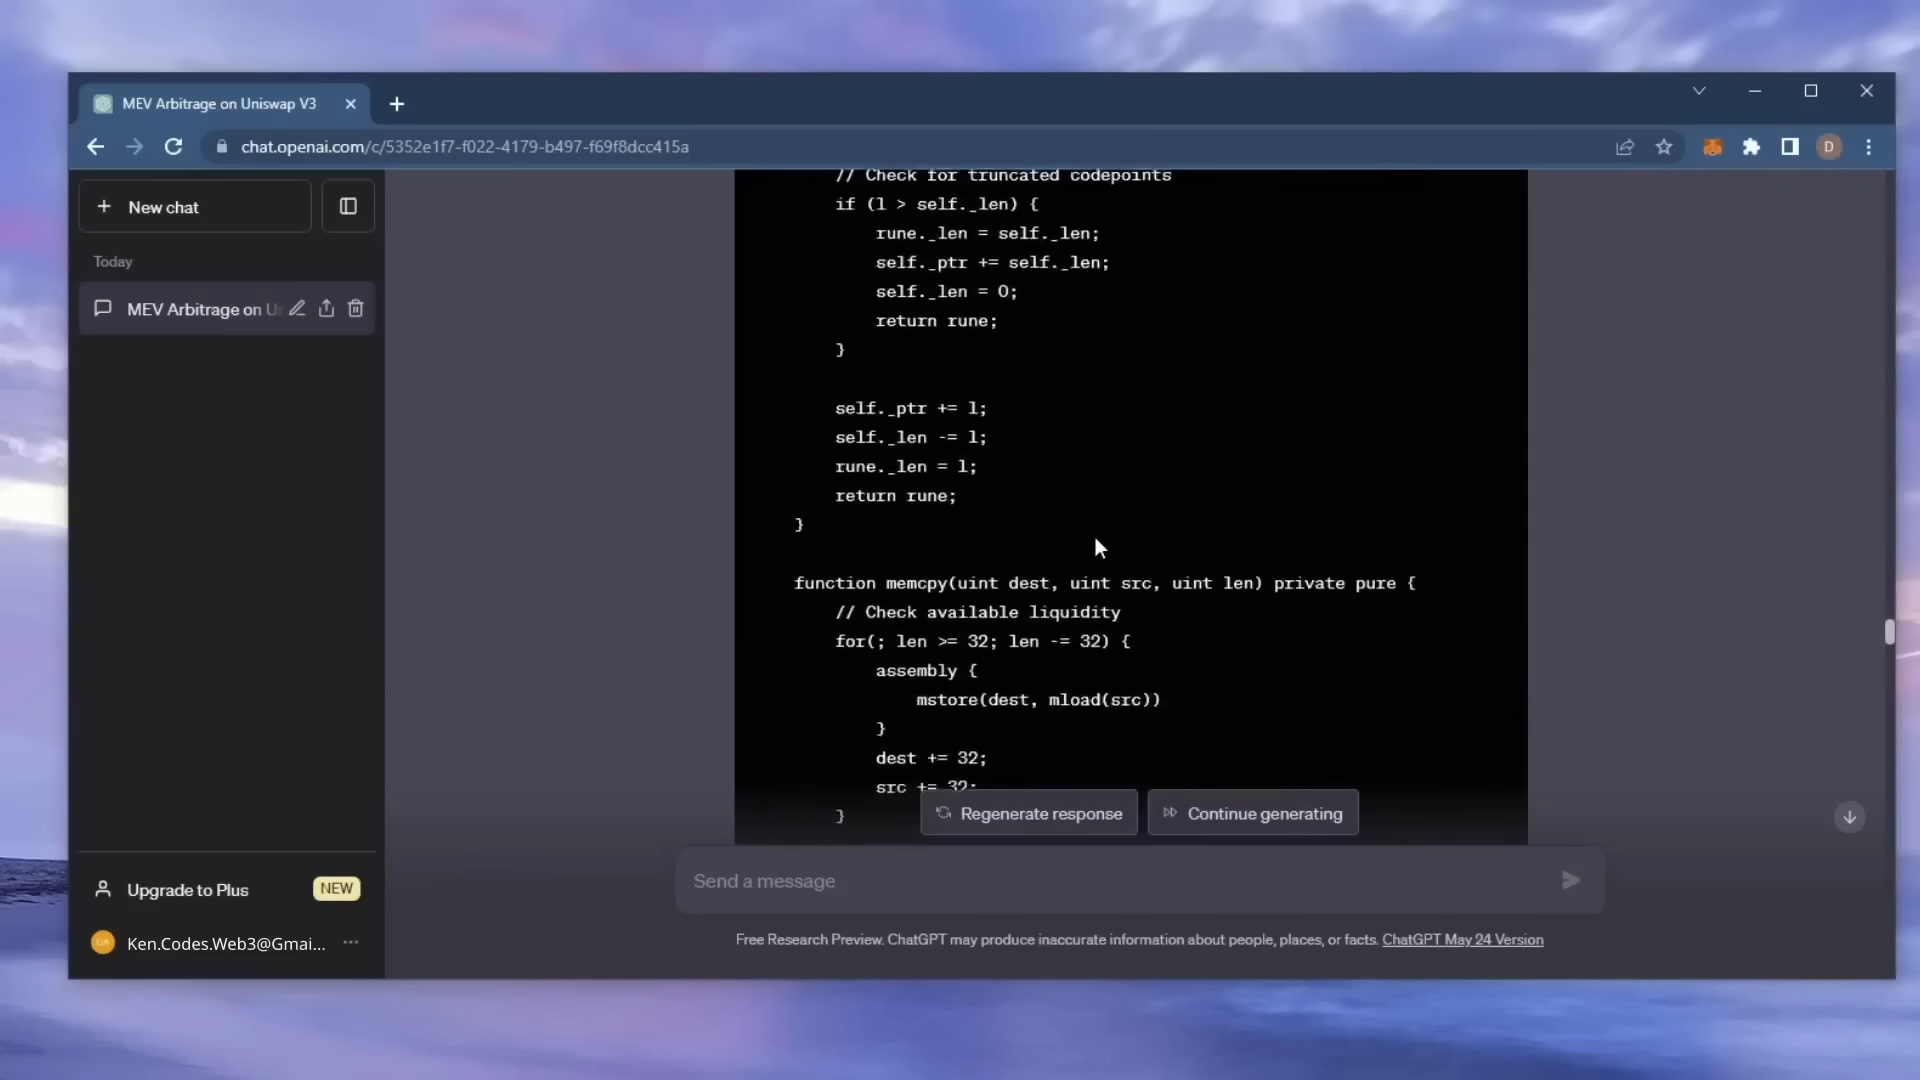 MEV Arbitrage on Uniswap V3
chat.openai.com/c/5352e1f7-f022-4179-b497-f69f8dcc415a
D
New chat
Today
MEV Arbitrage on Un
Upgrade to Plus
NEW
DA
Ken.Codes.Web3@Gmai...
// Check for truncated codepoints
if (l > self._len) {
rune._len = self._len;
self._ptr += self._len;
self._len = 0;
return rune;
}
self._ptr += l;
self._len -= l;
rune._len = l;
return rune;
}
function memcpy(uint dest, uint src, uint len) private pure {
// Check available liquidity
for(; len >= 32; len -= 32) {
assembly {
mstore(dest, mload(src))
}
dest += 32;
src += 32;
}
Regenerate response
Continue generating
Send a message
Free Research Preview. ChatGPT may produce inaccurate information about people, places, or facts. ChatGPT May 24 Version